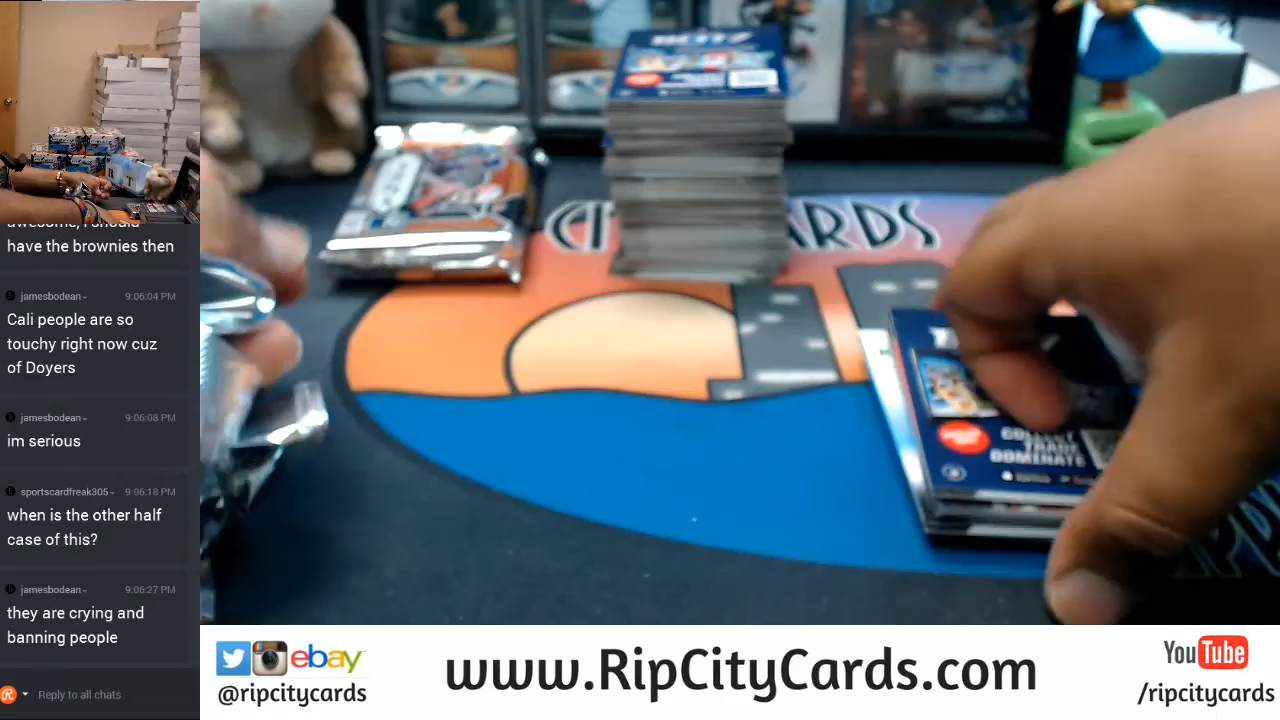 awesome, i should
have the brownies then
jamesbodean
9:06:04 PM
Cali people are so
touchy right now cuz
of Doyers
jamesbodean
9:06:08 PM
im serious
sportscardfreak305
9:06:18 PM
when is the other half
case of this?
jamesbodean
9:06:27 PM
they are crying and
banning people
Reply to all chats
BLITZ
CARDS
COLLECT
TRADE
DOMINATE
ebay
@ripcitycards
www.RipCityCards.com
YouTube
/ripcitycards